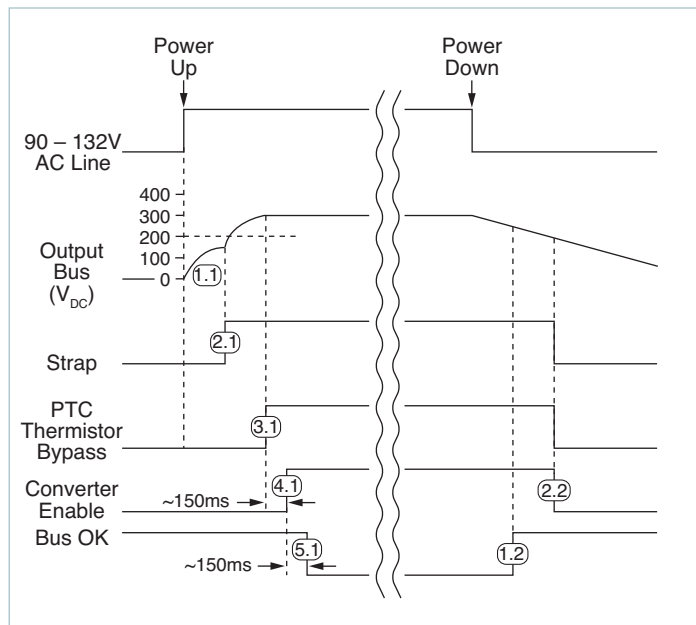 Power
Up
Power
Down
90 – 132V
AC Line
400
300
200
100
0
Output
Bus
(VDC)
1.1
2.1
Strap
PTC
Thermistor
Bypass
3.1
Converter
Enable
~150ms
4.1
2.2
Bus OK
5.1
1.2
~150ms